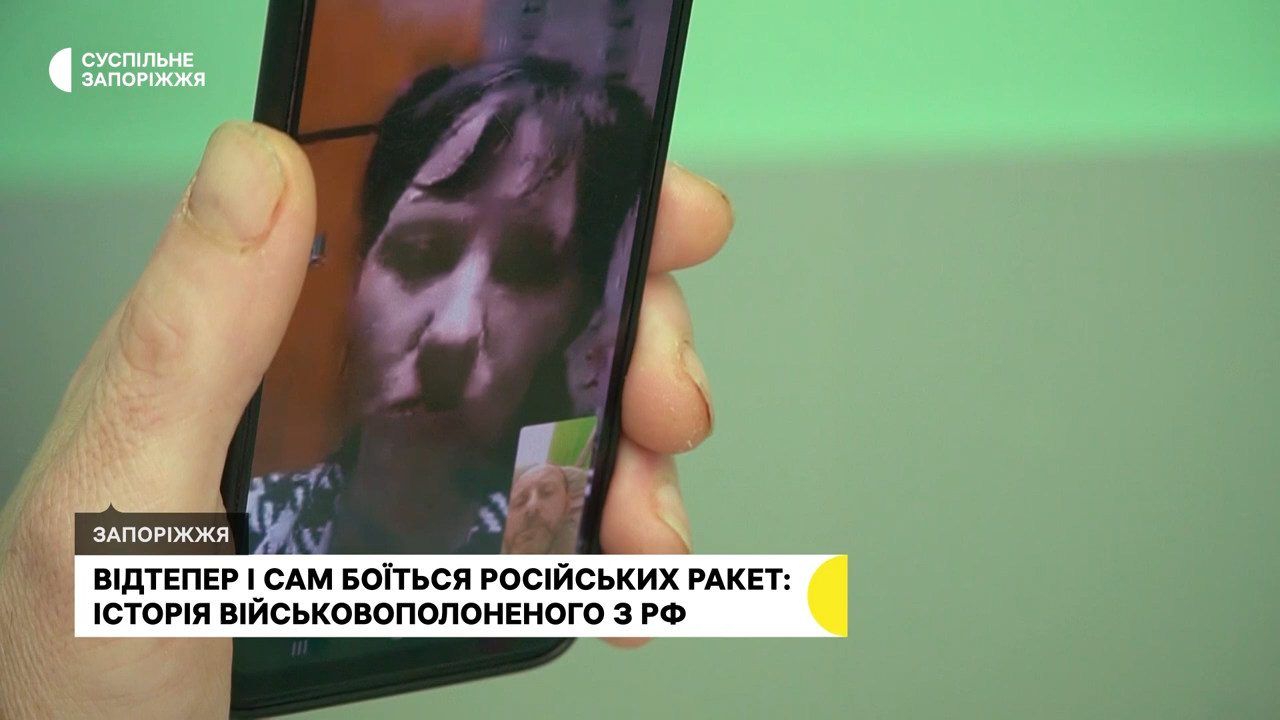 СУСПІЛЬНЕ
ЗАПОРІЖЖЯ
ЗАПОРІЖЖЯ
ВІДТЕПЕР І САМ БОЇТЬСЯ РОСІЙСЬКИХ РАКЕТ:
ІСТОРІЯ ВІЙСЬКОВОПОЛОНЕНОГО З РФ